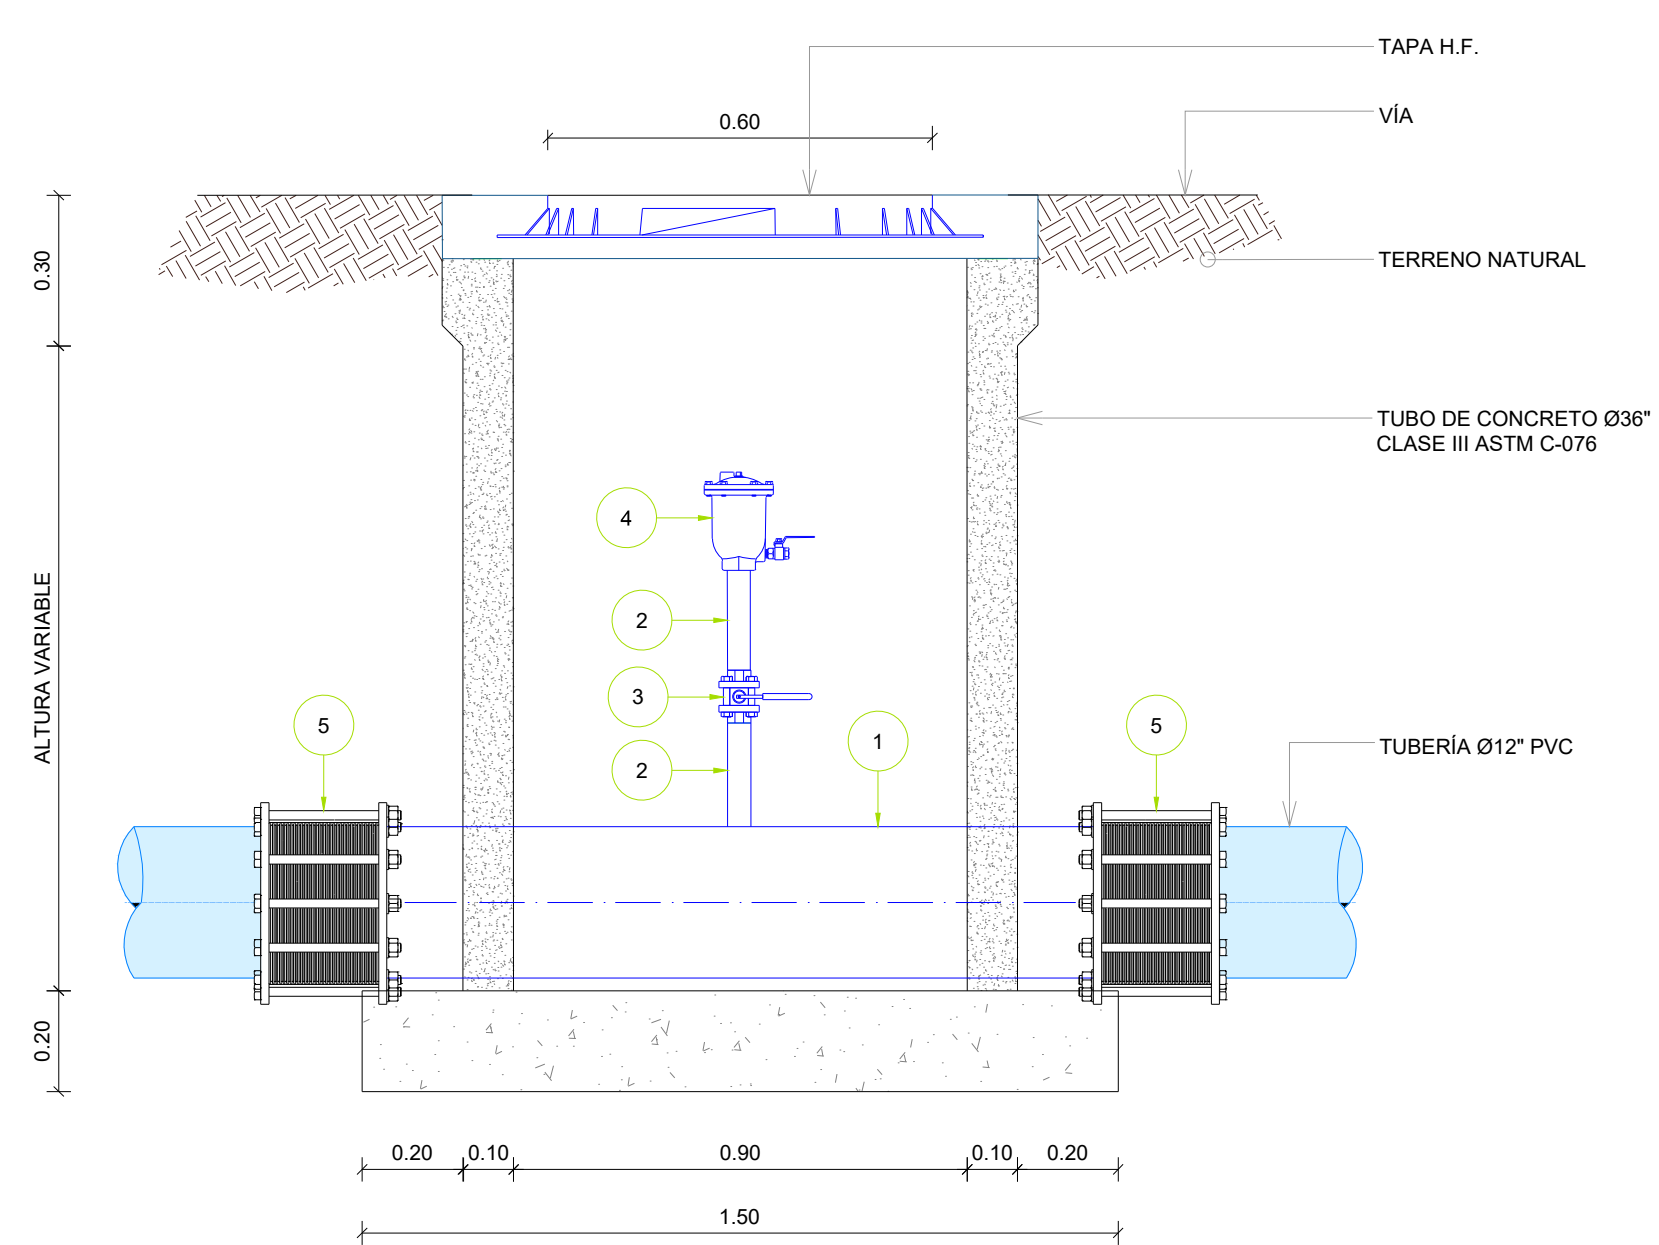 TAPA H.F.
VÍA
0.60
0.30
TERRENO NATURAL
TUBO DE CONCRETO Ø36"
CLASE III ASTM C-076
4
2
ALTURA VARIABLE
3
5
1
5
TUBERÍA Ø12" PVC
2
0.20
0.20 0.10 0.90 0.10 0.20
1.50